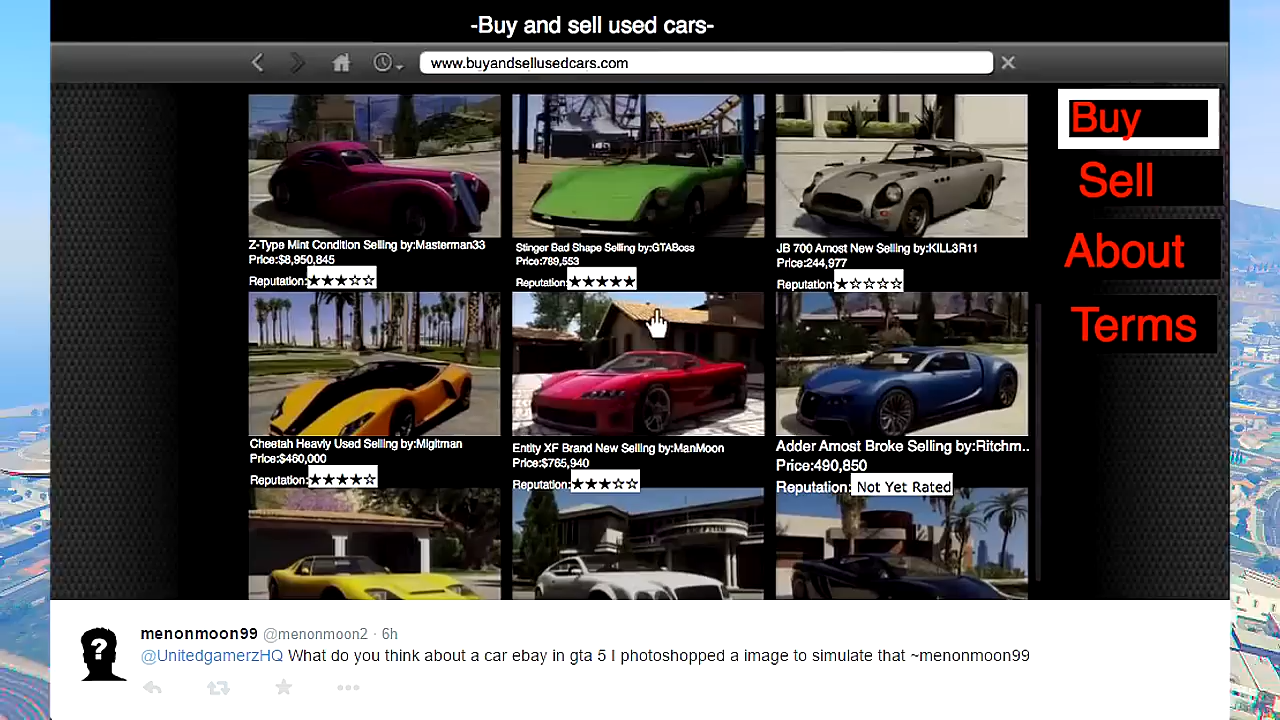 -Buy and sell used cars-
www.buyandsellusedcars.com
Buy
Sell
About
Terms
Z-Type Mint Condition Selling by:Masterman33
Price:$8,950,845
Reputation:★★★☆☆
Stinger Bad Shape Selling by:GTABoss
Price:789,553
Reputation:★★★★★
JB 700 Amost New Selling by:KILL3R11
Price:244,977
Reputation:★☆☆☆☆
Cheetah Heavly Used Selling by:Migitman
Price:$460,000
Reputation:★★★★☆
Entity XF Brand New Selling by:ManMoon
Price:$765,940
Reputation:★★★☆☆
Adder Amost Broke Selling by:Ritchm..
Price:490,850
Reputation: Not Yet Rated
menonmoon99 @menonmoon2 · 6h
@UnitedgamerzHQ What do you think about a car ebay in gta 5 I photoshopped a image to simulate that ~menonmoon99